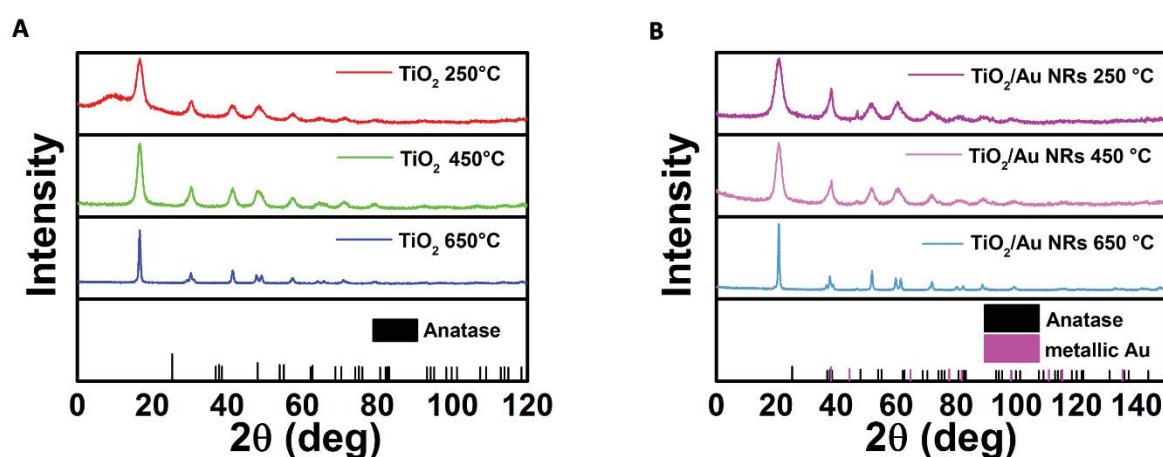 A
TiO2 250°C
TiO2 450°C
TiO2 650°C
Anatase
Intensity
0 20 40 60 80 100 120
2θ (deg)
B
TiO2/Au NRs 250 °C
TiO2/Au NRs 450 °C
TiO2/Au NRs 650 °C
Anatase
metallic Au
Intensity
0 20 40 60 80 100 120 140
2θ (deg)